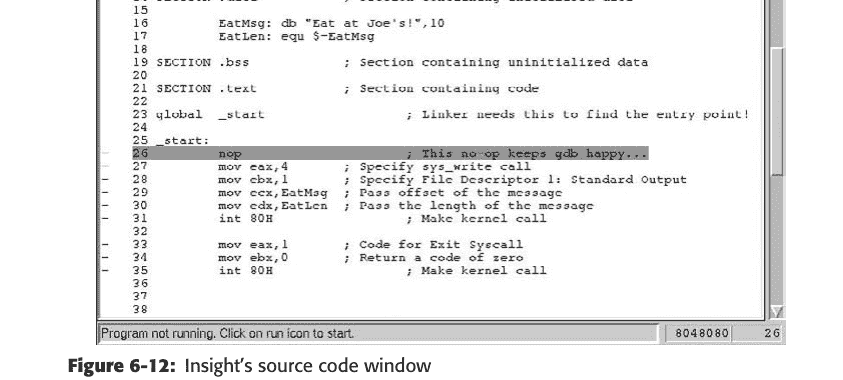 15
16 EatMsg: db "Eat at Joe's!",10
17 EatLen: equ $-EatMsg
18
19 SECTION .bss ; Section containing uninitialized data
20
21 SECTION .text ; Section containing code
22
23 global _start ; Linker needs this to find the entry point!
24
25 _start:
26 nop ; This no-op keeps gdb happy...
27 mov eax,4 ; Specify sys_write call
28 mov ebx,1 ; Specify File Descriptor 1: Standard Output
29 mov ecx,EatMsg ; Pass offset of the message
30 mov edx,EatLen ; Pass the length of the message
31 int 80H ; Make kernel call
32
33 mov eax,1 ; Code for Exit Syscall
34 mov ebx,0 ; Return a code of zero
35 int 80H ; Make kernel call
36
37
38
Program not running. Click on run icon to start. 8048080 26
Figure 6-12: Insight's source code window